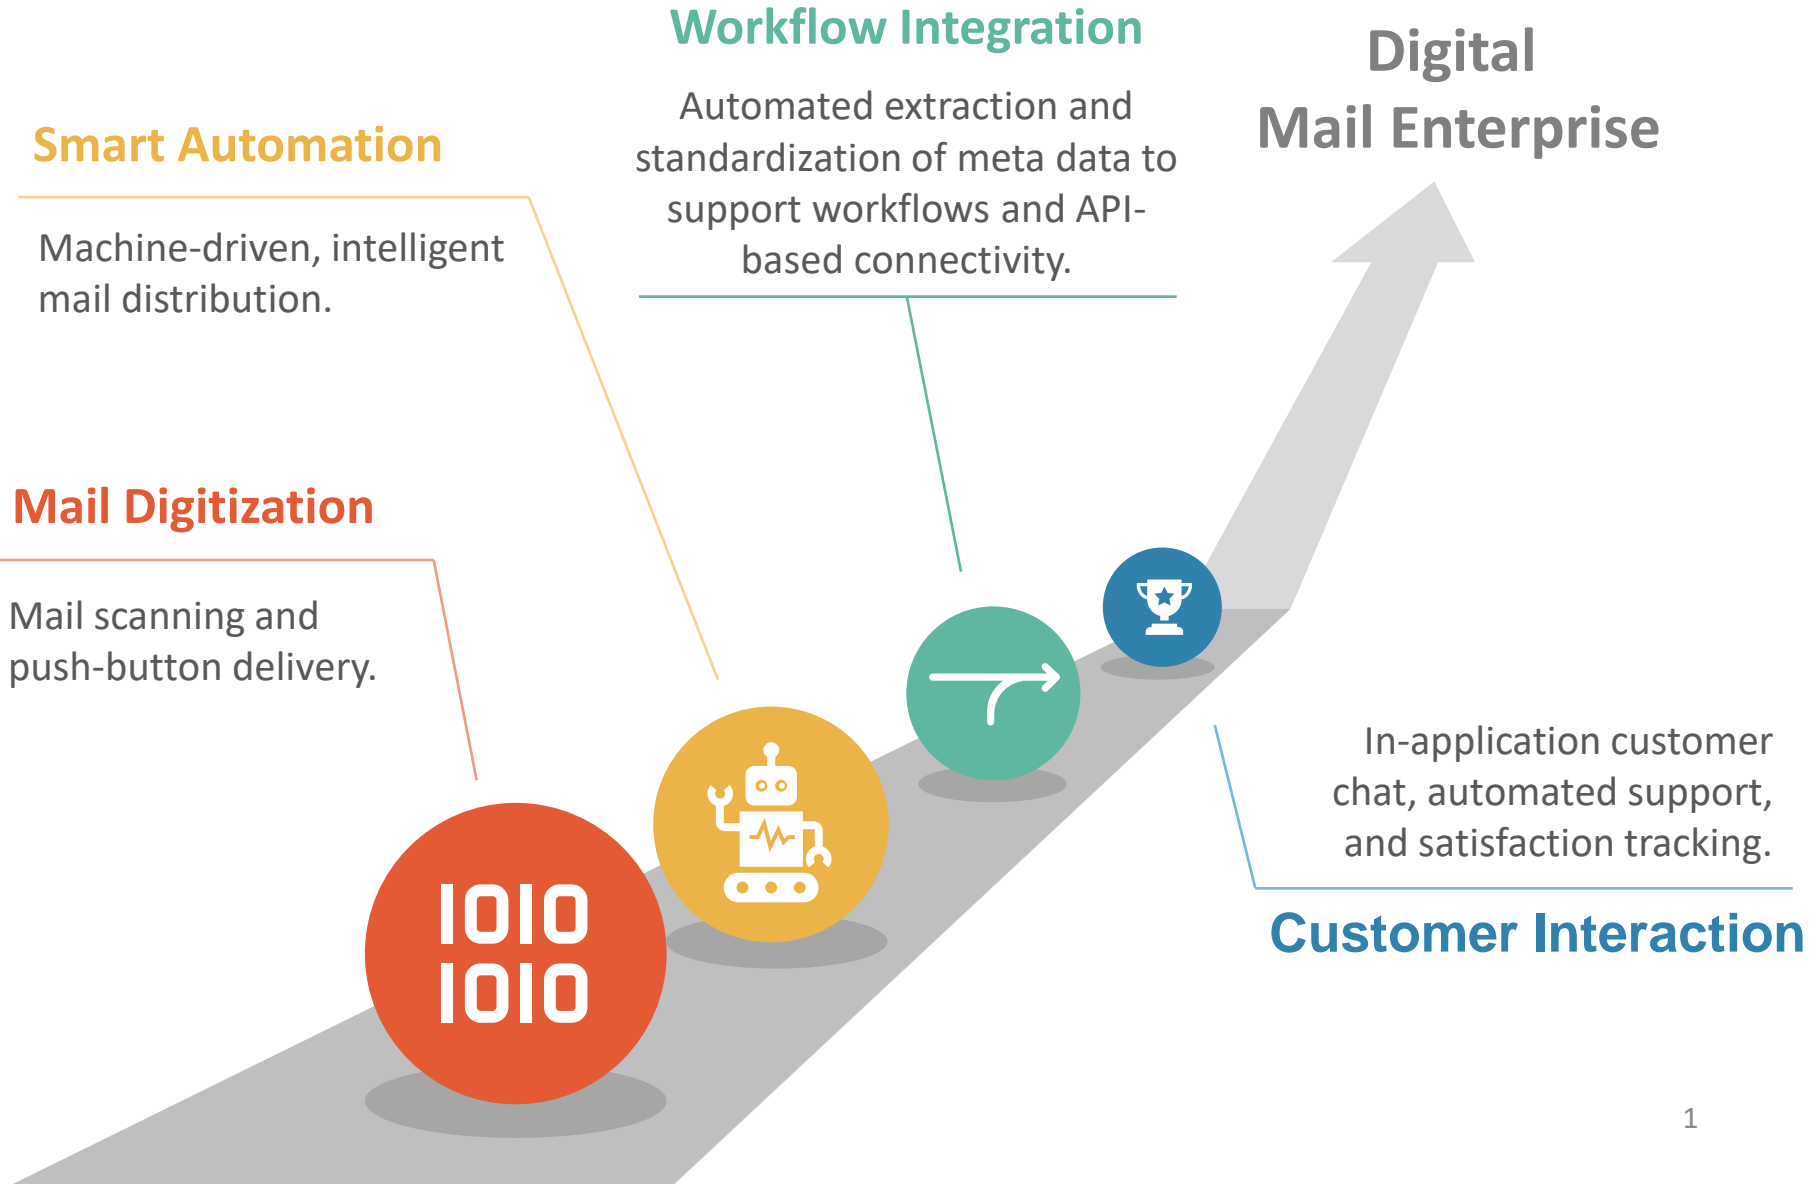 Workflow Integration
Automated extraction and
standardization of meta data to
support workflows and API-
based connectivity.
Digital
Mail Enterprise
Smart Automation
Machine-driven, intelligent
mail distribution.
Mail Digitization
Mail scanning and
push-button delivery.
1010
1010
In-application customer
chat, automated support,
and satisfaction tracking.
Customer Interaction
1